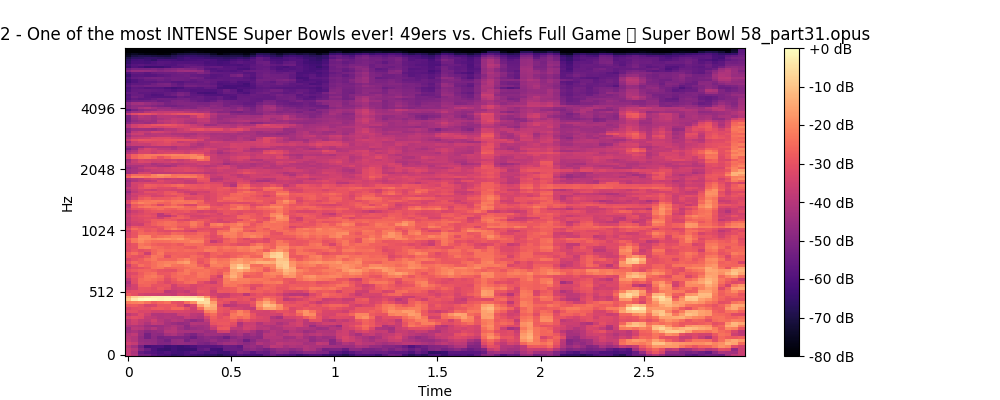 2 - One of the most INTENSE Super Bowls ever! 49ers vs. Chiefs Full Game ▯ Super Bowl 58_part31.opus
+0 dB
4096
-10 dB
-20 dB
2048
-30 dB
Hz
-40 dB
1024
-50 dB
512
-60 dB
-70 dB
0
-80 dB
0
0.5
1
1.5
2
2.5
Time